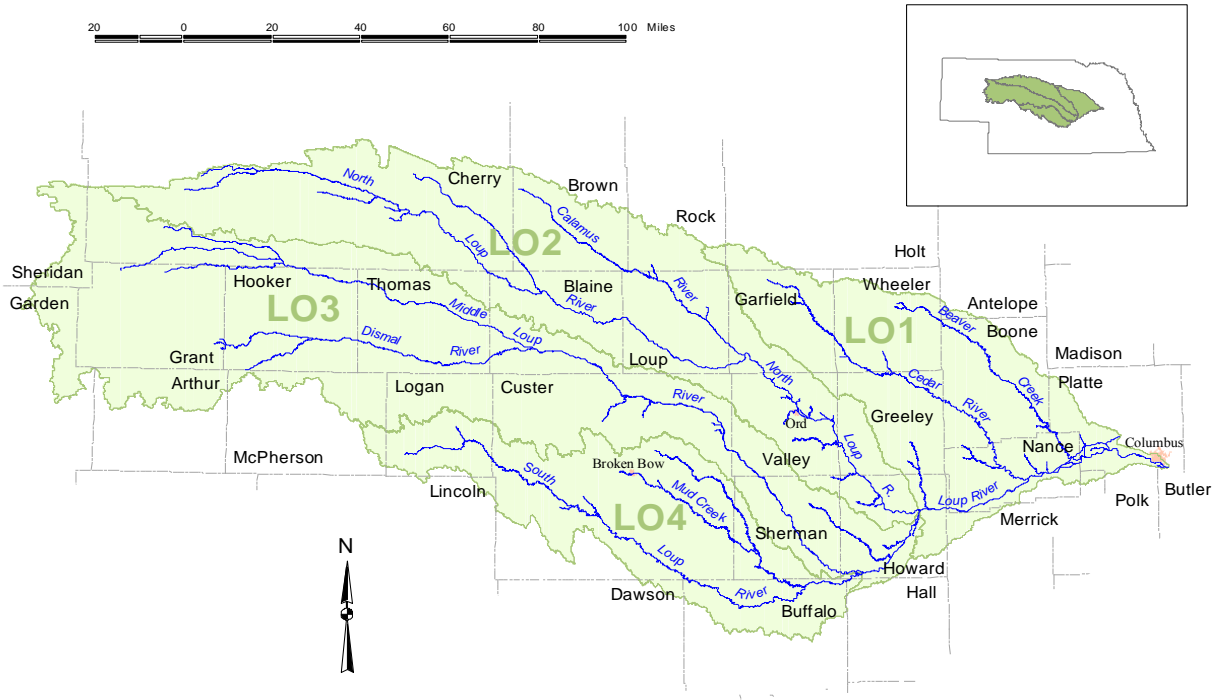 20 0 20 40 60 80 100 Miles
North
Cherry
Brown
Calamus
Rock
LO2
Loup
Holt
Sheridan
Hooker
Thomas
Blaine
River
Wheeler
Garden
LO3
Middle
River
Garfield
Beaver
Antelope
Dismal
Loup
LO1
Boone
Grant
River
Loup
Madison
Arthur
Logan
Custer
North
Cedar
Creek
Platte
River
Ord
Greeley
River
McPherson
Broken Bow
Valley
Loup
Nance
Columbus
Lincoln
South
Mud Creek
R.
Loup River
Butler
LO4
Sherman
Merrick
Polk
N
Loup
Howard
Dawson
River
Buffalo
Hall